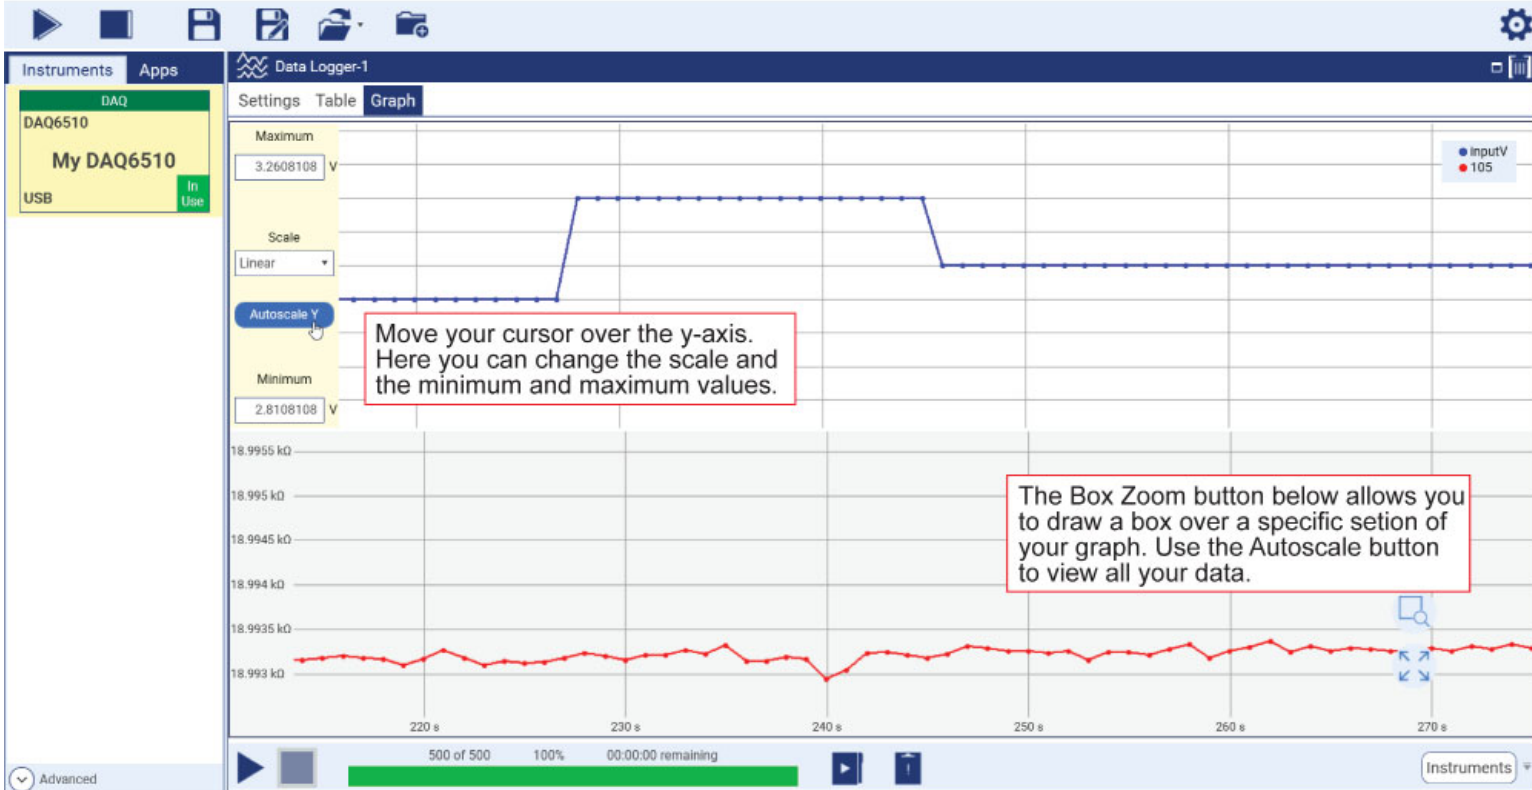 Instruments Apps
DAQ
DAQ6510
My DAQ6510
USB
In
Use
Advanced
Data Logger-1
Settings Table Graph
Maximum
3.2608108 V
Scale
Linear
Autoscale Y
Minimum
2.8108108 V
inputV
105
Move your cursor over the y-axis.
Here you can change the scale and
the minimum and maximum values.
18.9955 kΩ
18.995 kΩ
18.9945 kΩ
18.994 kΩ
18.9935 kΩ
18.993 kΩ
The Box Zoom button below allows you
to draw a box over a specific setion of
your graph. Use the Autoscale button
to view all your data.
220 s 230 s 240 s 250 s 260 s 270 s
500 of 500 100% 00:00:00 remaining
Instruments